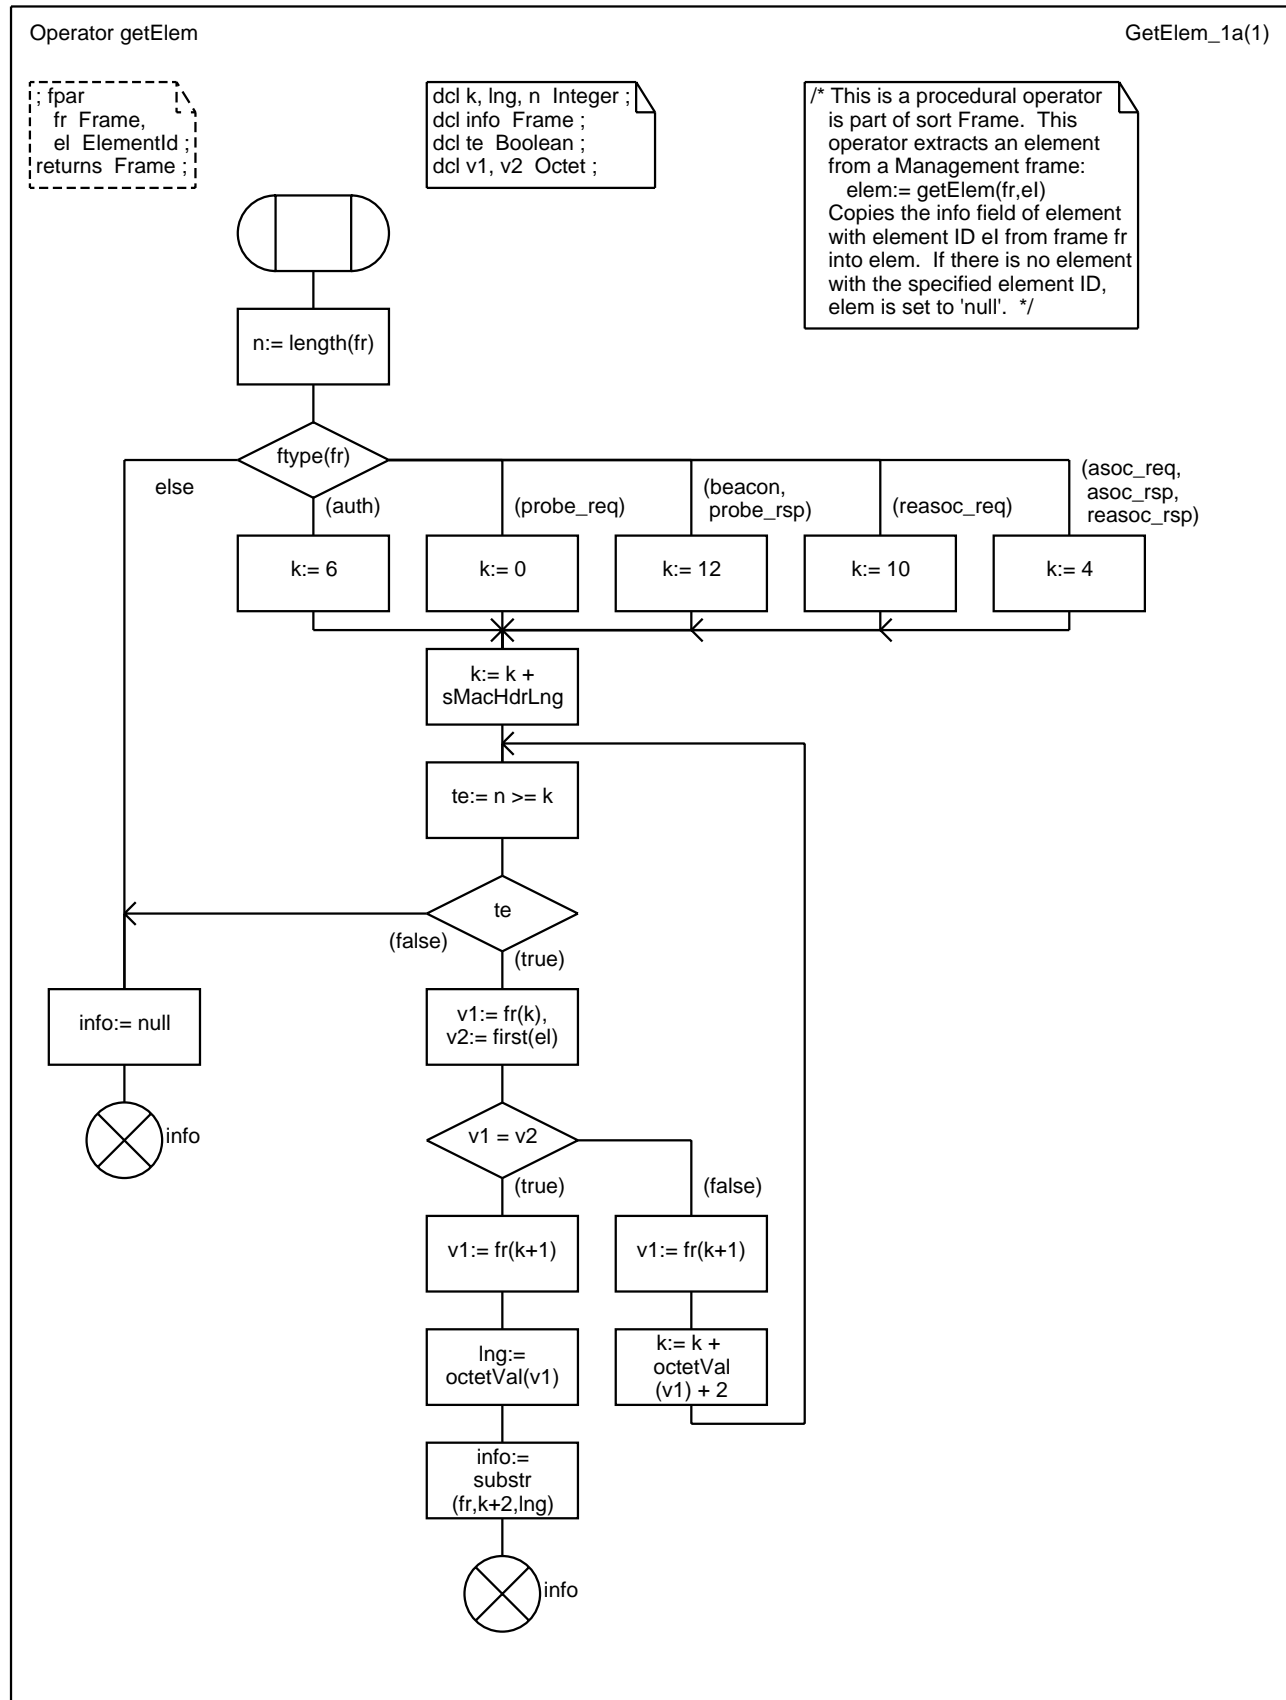 Operator getElem
GetElem_1a(1)
; fpar
fr Frame,
el ElementId ;
returns Frame ;
dcl k, lng, n Integer ;
dcl info Frame ;
dcl te Boolean ;
dcl v1, v2 Octet ;
/* This is a procedural operator
is part of sort Frame. This
operator extracts an element
from a Management frame:
elem:= getElem(fr,el)
Copies the info field of element
with element ID el from frame fr
into elem. If there is no element
with the specified element ID,
elem is set to 'null'. */
n:= length(fr)
ftype(fr)
else
(auth)
(probe_req)
(beacon,
probe_rsp)
(reasoc_req)
(asoc_req,
asoc_rsp,
reasoc_rsp)
k:= 6
k:= 0
k:= 12
k:= 10
k:= 4
k:= k +
sMacHdrLng
te:= n >= k
te
(false)
(true)
info:= null
info
v1:= fr(k),
v2:= first(el)
v1 = v2
(true)
(false)
v1:= fr(k+1)
v1:= fr(k+1)
lng:=
octetVal(v1)
k:= k +
octetVal
(v1) + 2
info:=
substr
(fr,k+2,lng)
info